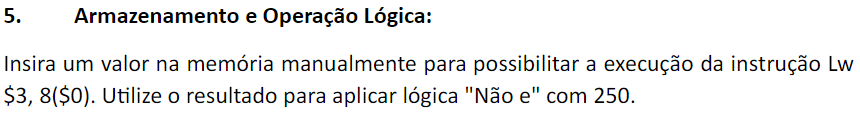 5. Armazenamento e Operação Lógica:
Insira um valor na memória manualmente para possibilitar a execução da instrução Lw
$3, 8($0). Utilize o resultado para aplicar lógica "Não e" com 250.